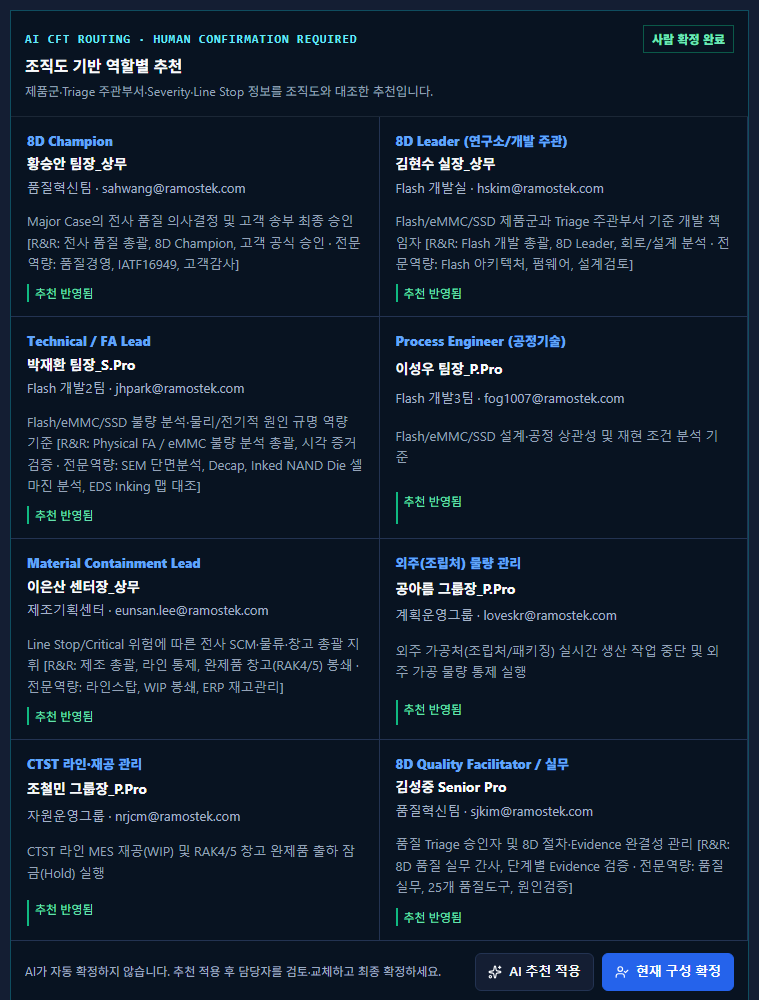 AI CFT ROUTING · HUMAN CONFIRMATION REQUIRED
사람 확정 완료
조직도 기반 역할별 추천
제품군·Triage 주관부서·Severity·Line Stop 정보를 조직도와 대조한 추천입니다.
8D Champion
황승안 팀장_상무
품질혁신팀 · sahwang@ramostek.com
Major Case의 전사 품질 의사결정 및 고객 송부 최종 승인
[R&R: 전사 품질 총괄, 8D Champion, 고객 공식 승인 · 전문
역량: 품질경영, IATF16949, 고객감사]
추천 반영됨
8D Leader (연구소/개발 주관)
김현수 실장_상무
Flash 개발실 · hskim@ramostek.com
Flash/eMMC/SSD 제품군과 Triage 주관부서 기준 개발 책
임자 [R&R: Flash 개발 총괄, 8D Leader, 회로/설계 분석 · 전
문역량: Flash 아키텍처, 펌웨어, 설계검토]
추천 반영됨
Technical / FA Lead
박재환 팀장_S.Pro
Flash 개발2팀 · jhpark@ramostek.com
Flash/eMMC/SSD 불량 분석·물리/전기적 원인 규명 역량
기준 [R&R: Physical FA / eMMC 불량 분석 총괄, 시각 증거
검증 · 전문역량: SEM 단면분석, Decap, Inked NAND Die 셀
마진 분석, EDS Inking 맵 대조]
추천 반영됨
Process Engineer (공정기술)
이성우 팀장_P.Pro
Flash 개발3팀 · fog1007@ramostek.com
Flash/eMMC/SSD 설계·공정 상관성 및 재현 조건 분석 기
준
추천 반영됨
Material Containment Lead
이은산 센터장_상무
제조기획센터 · eunsan.lee@ramostek.com
Line Stop/Critical 위험에 따른 전사 SCM·물류·창고 총괄 지
휘 [R&R: 제조 총괄, 라인 통제, 완제품 창고(RAK4/5) 봉쇄 ·
전문역량: 라인스탑, WIP 봉쇄, ERP 재고관리]
추천 반영됨
외주(조립처) 물량 관리
공아름 그룹장_P.Pro
계획운영그룹 · loveskr@ramostek.com
외주 가공처(조립처/패키징) 실시간 생산 작업 중단 및 외
주 가공 물량 통제 실행
추천 반영됨
CTST 라인·재공 관리
조철민 그룹장_P.Pro
자원운영그룹 · nrjcm@ramostek.com
CTST 라인 MES 재공(WIP) 및 RAK4/5 창고 완제품 출하 잠
금(Hold) 실행
추천 반영됨
8D Quality Facilitator / 실무
김성중 Senior Pro
품질혁신팀 · sjkim@ramostek.com
품질 Triage 승인자 및 8D 절차·Evidence 완결성 관리 [R&R:
8D 품질 실무 간사, 단계별 Evidence 검증 · 전문역량: 품질
실무, 25개 품질도구, 원인검증]
추천 반영됨
AI가 자동 확정하지 않습니다. 추천 적용 후 담당자를 검토·교체하고 최종 확정하세요.
AI 추천 적용
현재 구성 확정